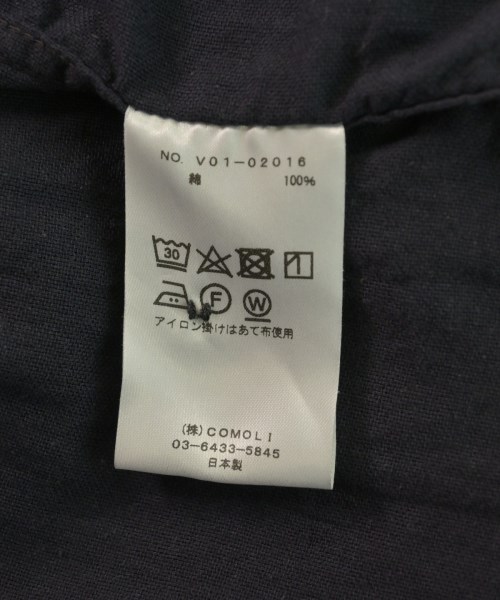 NO. V01-02016
綿 100%
30
F W
アイロン掛けはあて布使用
(株)COMOLI
03-6433-5845
日本製